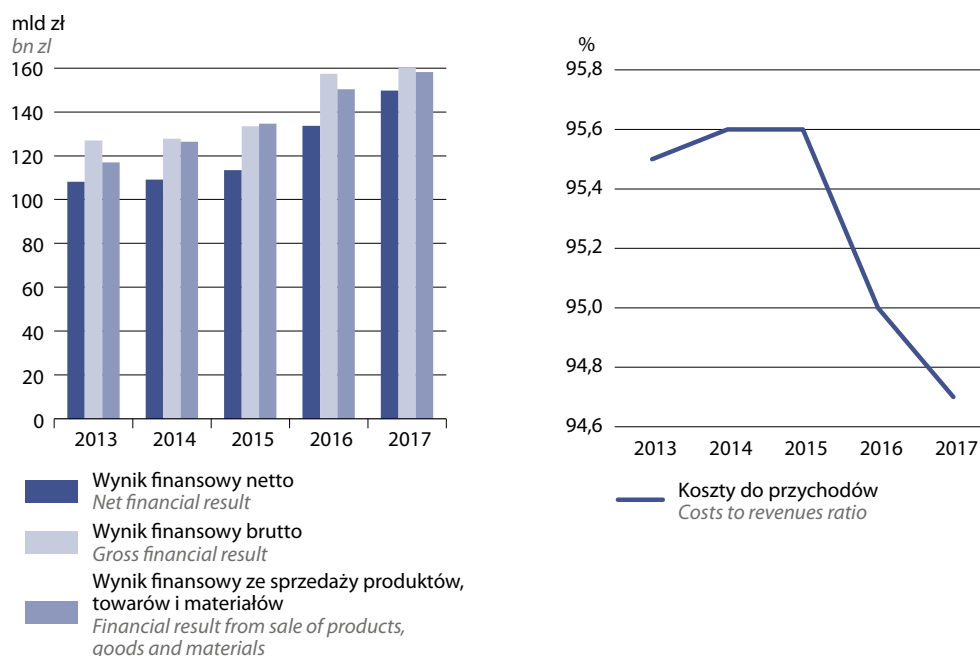 mld zł
bn zl
160
140
120
100
80
60
40
20
0
2013 2014 2015 2016 2017
Wynik finansowy netto
Net financial result
Wynik finansowy brutto
Gross financial result
Wynik finansowy ze sprzedaży produktów,
towarów i materiałów
Financial result from sale of products,
goods and materials
%
95,8
95,6
95,4
95,2
95,0
94,8
94,6
2013 2014 2015 2016 2017
Koszty do przychodów
Costs to revenues ratio